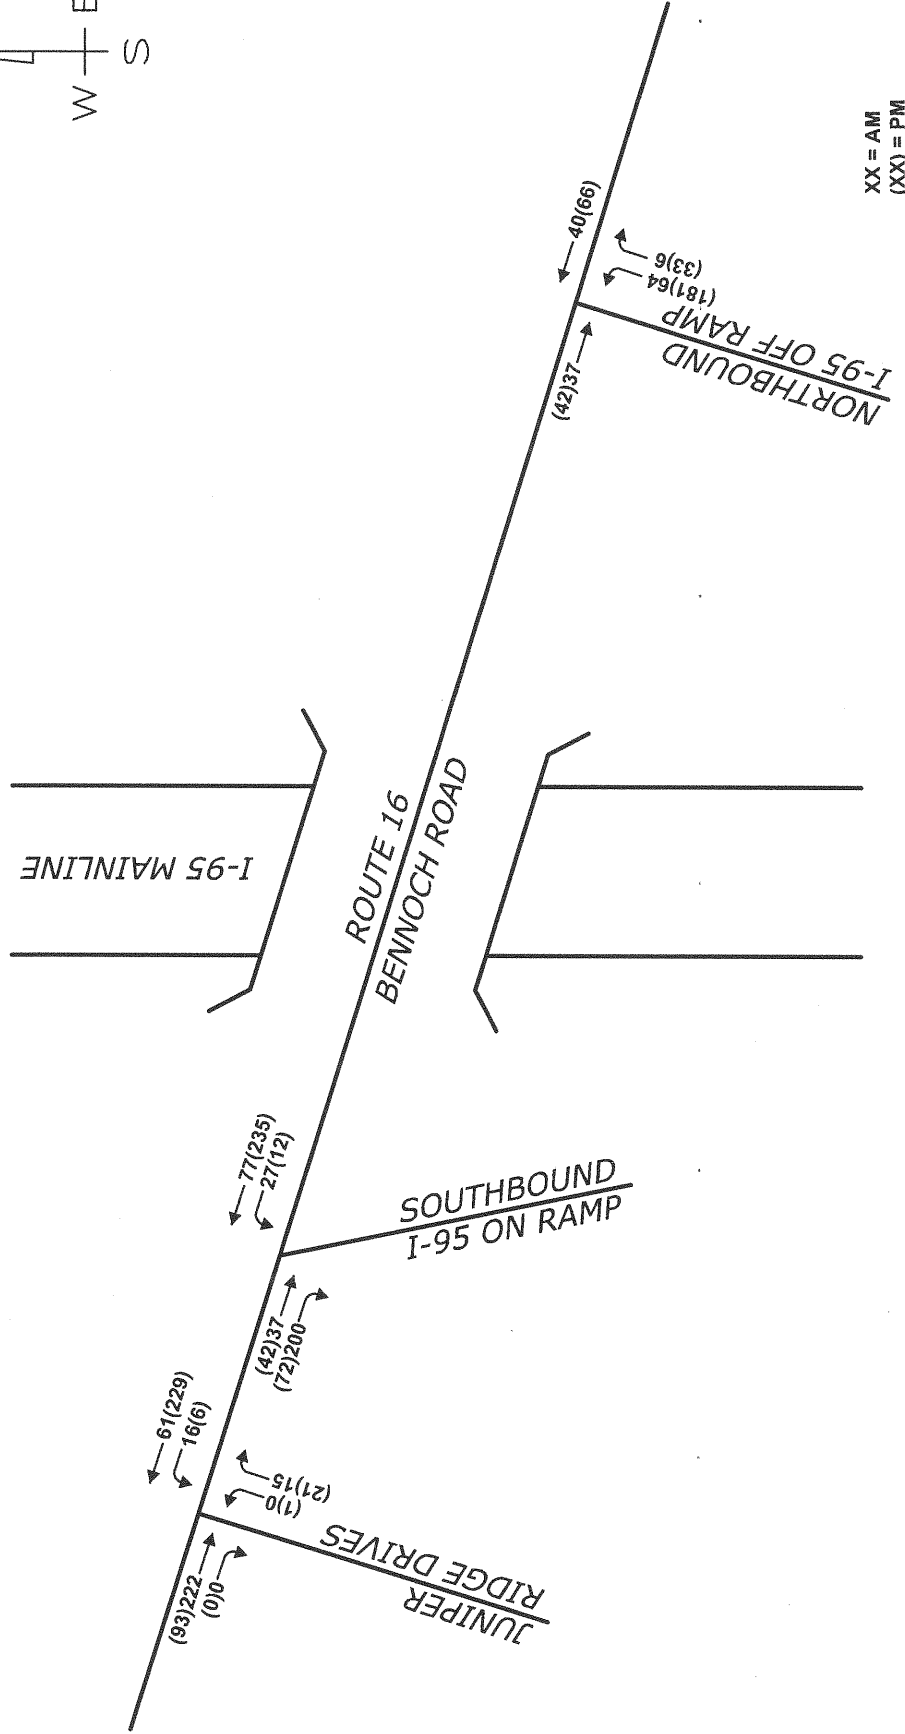 E
W
S
XX = AM
(XX) = PM
40(66)
(33)6
(181)64
NORTHBOUND
I-95 OFF RAMP
(42)37
I-95 MAINLINE
ROUTE 16
BENNOCH ROAD
77(235)
27(12)
SOUTHBOUND
I-95 ON RAMP
(42)37
(72)200
61(229)
16(6)
(21)15
(1)0
JUNIPER
RIDGE DRIVES
(93)222
(0)0